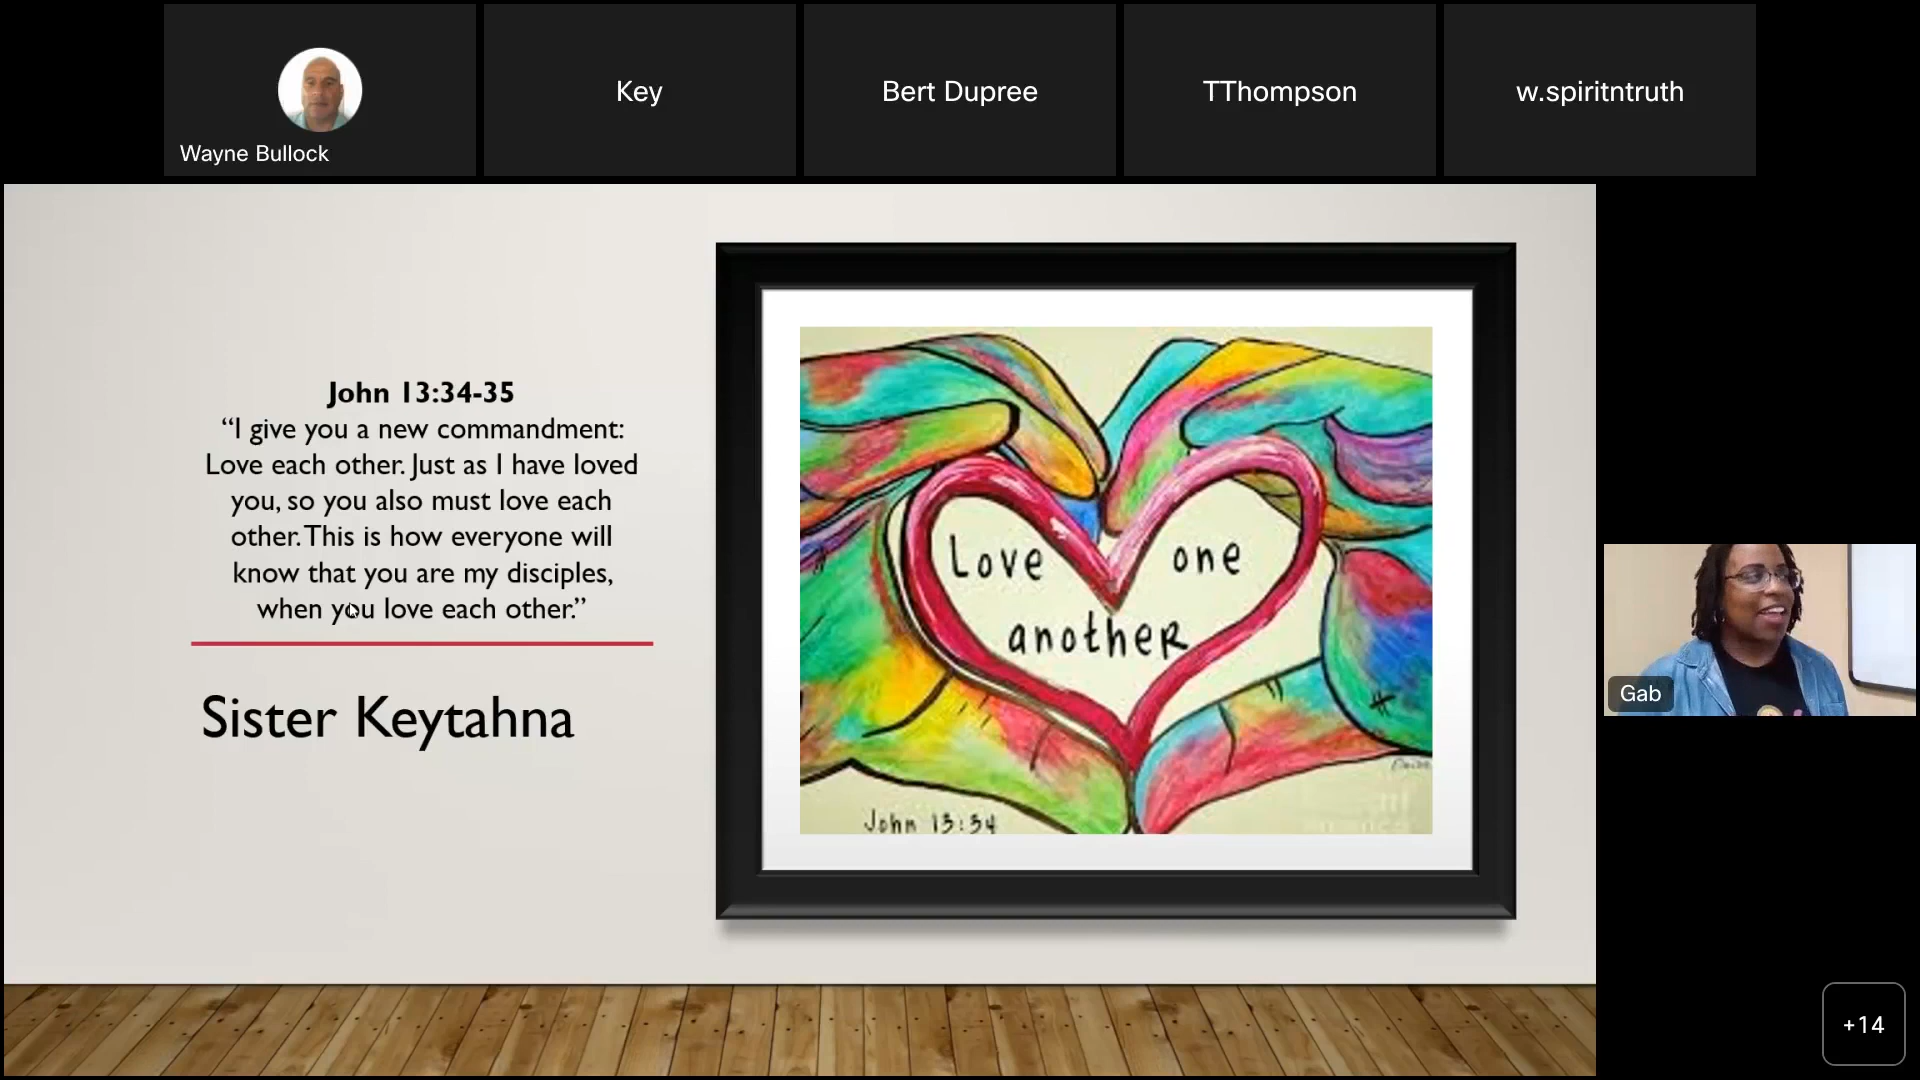 Wayne Bullock
Key
Bert Dupree
TThompson
w.spiritntruth
John 13:34-35
“I give you a new commandment:
Love each other. Just as I have loved
you, so you also must love each
other. This is how everyone will
know that you are my disciples,
when you love each other.”
Sister Keytahna
Love one
another
John 13:34
Gab
+14